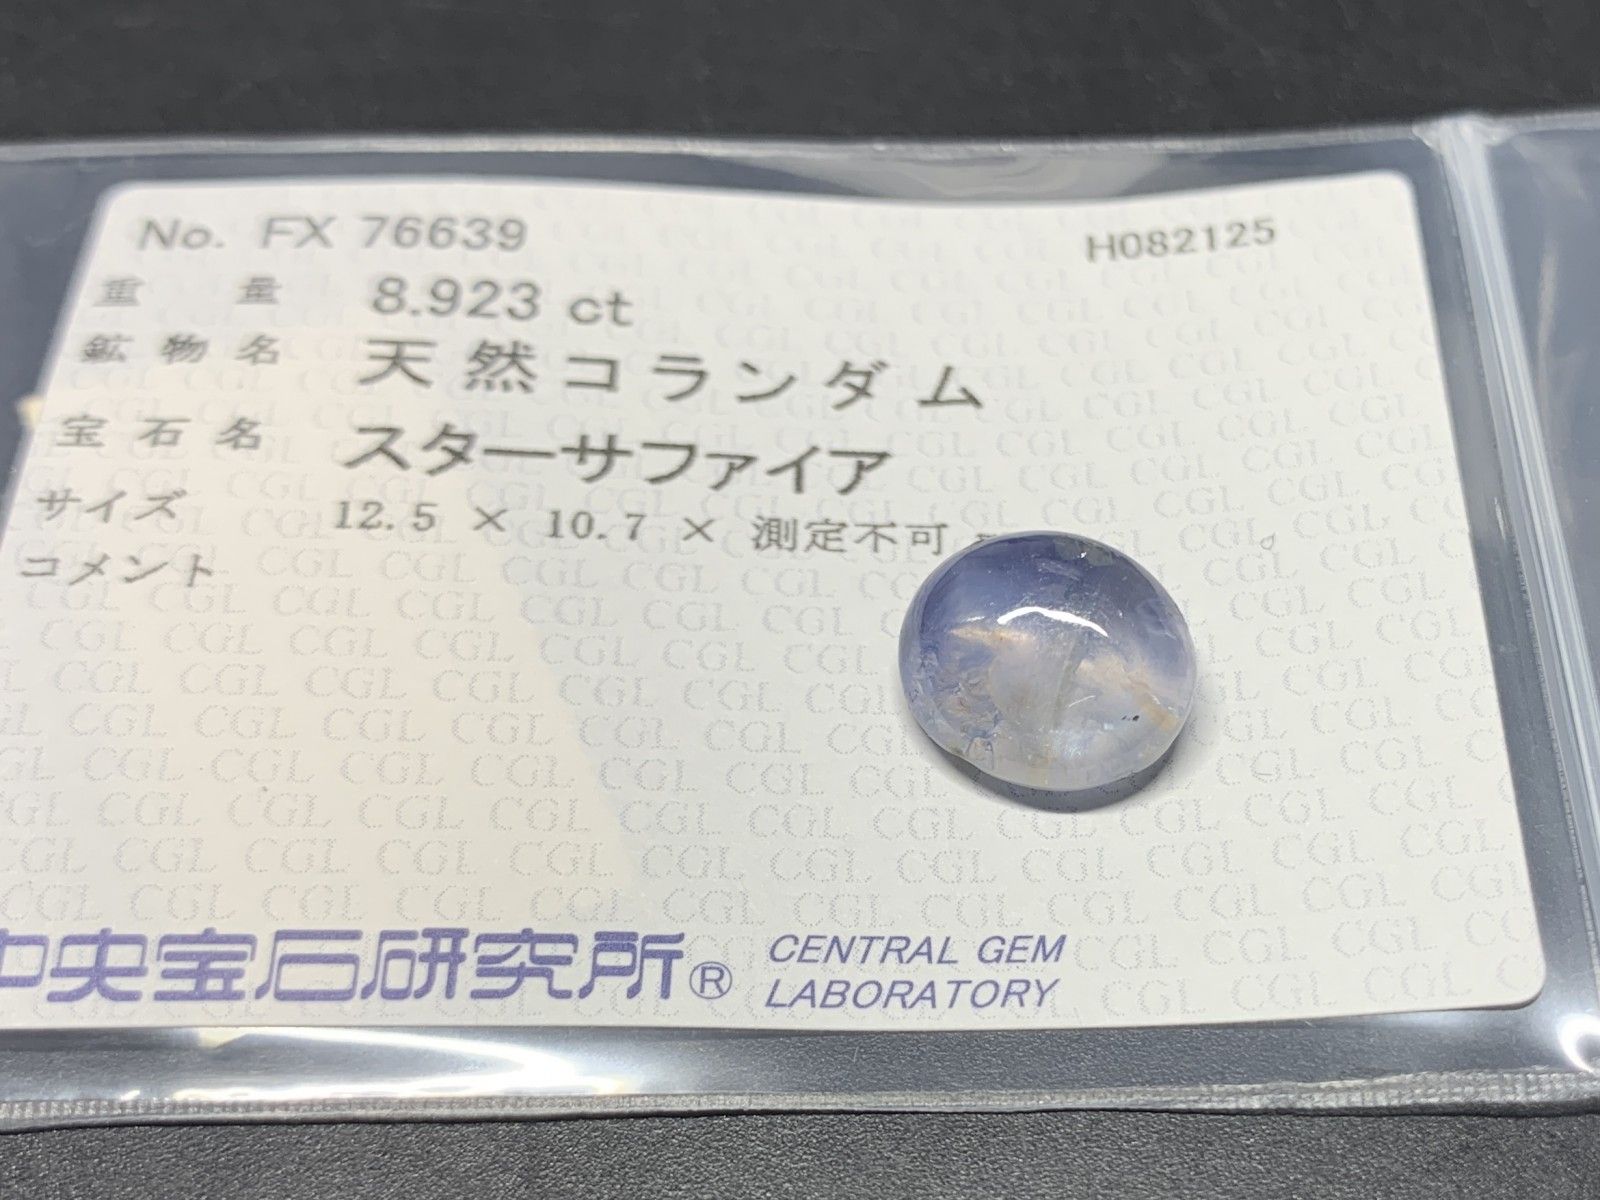 No. FX 76639 H082125
重量 8.923 ct
鉱物名 天然コランダム
宝石名 スターサファイア
サイズ 12.5 × 10.7 × 測定不可
コメント
中央宝石研究所® CENTRAL GEM
LABORATORY